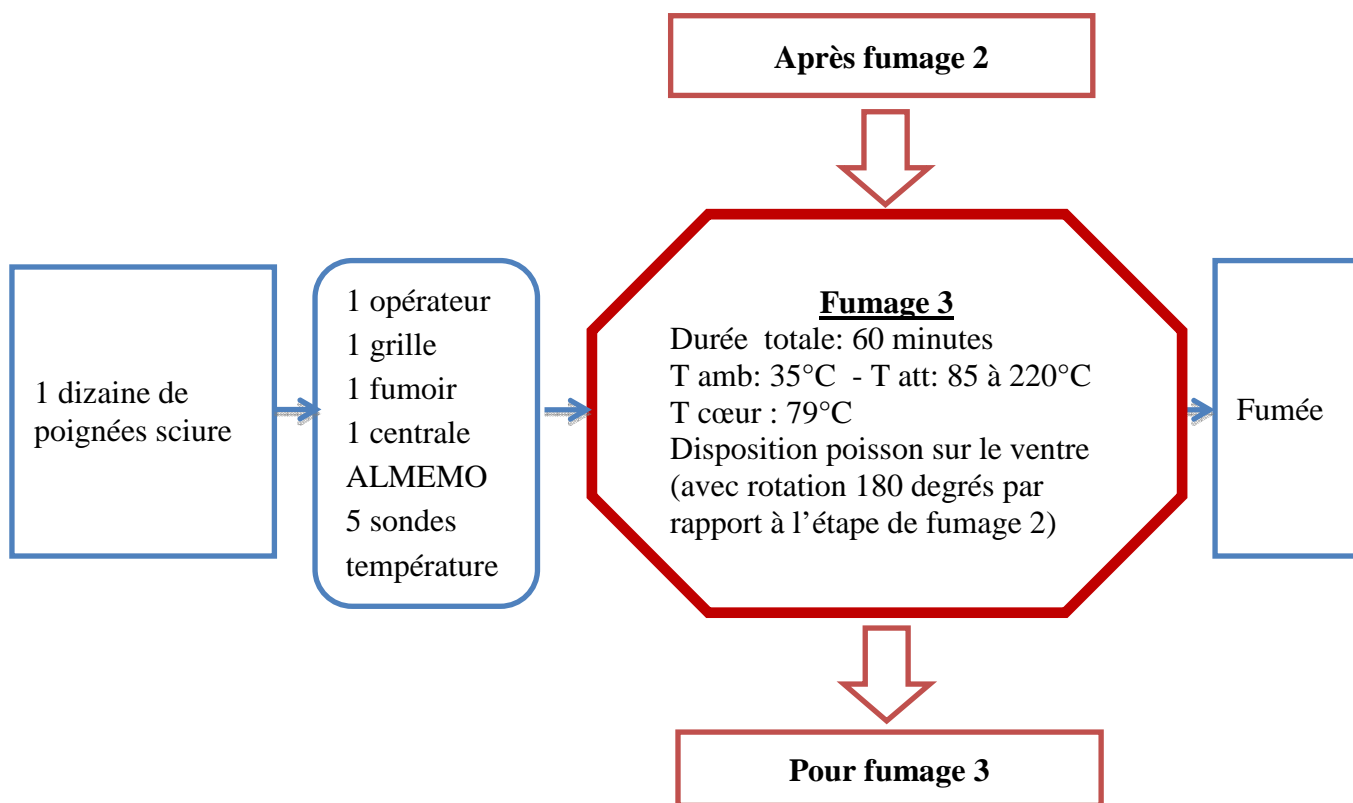 Après fumage 2
1 dizaine de
poignées sciure
1 opérateur
1 grille
1 fumoir
1 centrale
ALMEMO
5 sondes
température
Fumage 3
Durée  totale: 60 minutes
T amb: 35°C  - T att: 85 à 220°C
T cœur : 79°C
Disposition poisson sur le ventre
(avec rotation 180 degrés par
rapport à l’étape de fumage 2)
Fumée
Pour fumage 3